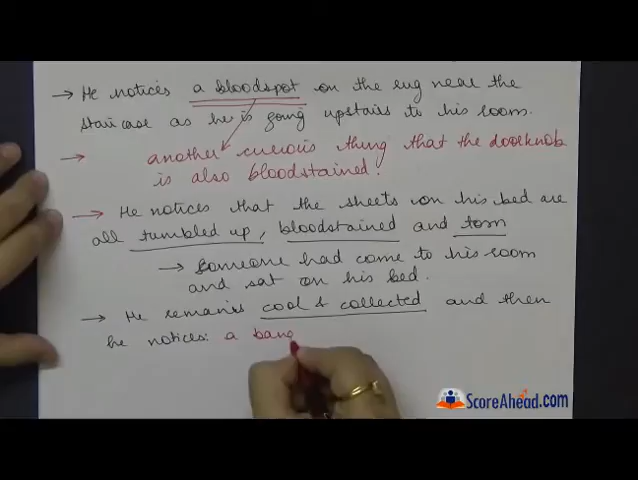 → He notices a bloodspot on the rug near the
staircase as he is going upstairs to his room.
→ another curious thing that the doorknob
is also bloodstained.
→ He notices that the sheets on his bed are
all tumbled up, bloodstained and torn
→ Someone had come to his room
and sat on his bed.
→ He remains cool & collected and then
he notices: a ban
ScoreAhead.com